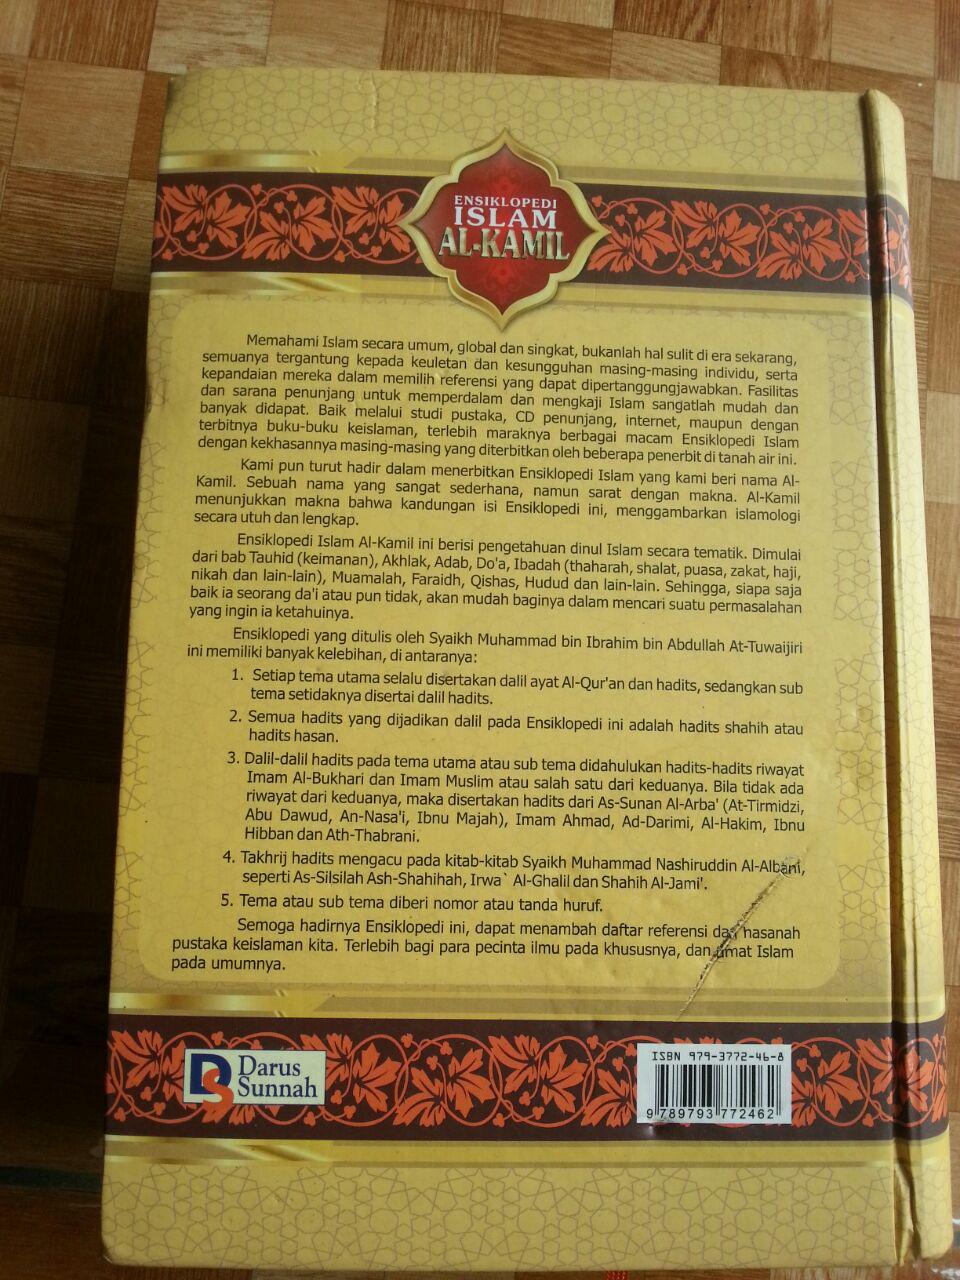 ENSIKLOPEDI
ISLAM
AL-KAMIL
Memahami Islam secara umum, global dan singkat, bukanlah hal sulit di era sekarang,
semuanya tergantung kepada keuletan dan kesungguhan masing-masing individu, serta
kepandaian mereka dalam memilih referensi yang dapat dipertanggungjawabkan. Fasilitas
dan sarana penunjang untuk memperdalam dan mengkaji Islam sangatlah mudah dan
banyak didapat. Baik melalui studi pustaka, CD penunjang, internet, maupun dengan
terbitnya buku-buku keislaman, terlebih maraknya berbagai macam Ensiklopedi Islam
dengan kekhasannya masing-masing yang diterbitkan oleh beberapa penerbit di tanah air ini.
Kami pun turut hadir dalam menerbitkan Ensiklopedi Islam yang kami beri nama Al-
Kamil. Sebuah nama yang sangat sederhana, namun sarat dengan makna. Al-Kamil
menunjukkan makna bahwa kandungan isi Ensiklopedi ini, menggambarkan islamologi
secara utuh dan lengkap.
Ensiklopedi Islam Al-Kamil ini berisi pengetahuan dinul Islam secara tematik. Dimulai
dari bab Tauhid (keimanan), Akhlak, Adab, Do'a, Ibadah (thaharah, shalat, puasa, zakat, haji,
nikah dan lain-lain), Muamalah, Faraidh, Qishas, Hudud dan lain-lain. Sehingga, siapa saja
baik ia seorang da'i atau pun tidak, akan mudah baginya dalam mencari suatu permasalahan
yang ingin ia ketahuinya.
Ensiklopedi yang ditulis oleh Syaikh Muhammad bin Ibrahim bin Abdullah At-Tuwaijiri
ini memiliki banyak kelebihan, di antaranya:
1. Setiap tema utama selalu disertakan dalil ayat Al-Qur'an dan hadits, sedangkan sub
tema setidaknya disertai dalil hadits.
2. Semua hadits yang dijadikan dalil pada Ensiklopedi ini adalah hadits shahih atau
hadits hasan.
3. Dalil-dalil hadits pada tema utama atau sub tema didahulukan hadits-hadits riwayat
Imam Al-Bukhari dan Imam Muslim atau salah satu dari keduanya. Bila tidak ada
riwayat dari keduanya, maka disertakan hadits dari As-Sunan Al-Arba' (At-Tirmidzi,
Abu Dawud, An-Nasa'i, Ibnu Majah), Imam Ahmad, Ad-Darimi, Al-Hakim, Ibnu
Hibban dan Ath-Thabrani.
4. Takhrij hadits mengacu pada kitab-kitab Syaikh Muhammad Nashiruddin Al-Albani,
seperti As-Silsilah Ash-Shahihah, Irwa` Al-Ghalil dan Shahih Al-Jami'.
5. Tema atau sub tema diberi nomor atau tanda huruf.
Semoga hadirnya Ensiklopedi ini, dapat menambah daftar referensi dan hasanah
pustaka keislaman kita. Terlebih bagi para pecinta ilmu pada khususnya, dan umat Islam
pada umumnya.
DS Darus
Sunnah
ISBN 979-3772-46-8
9 789793 772462